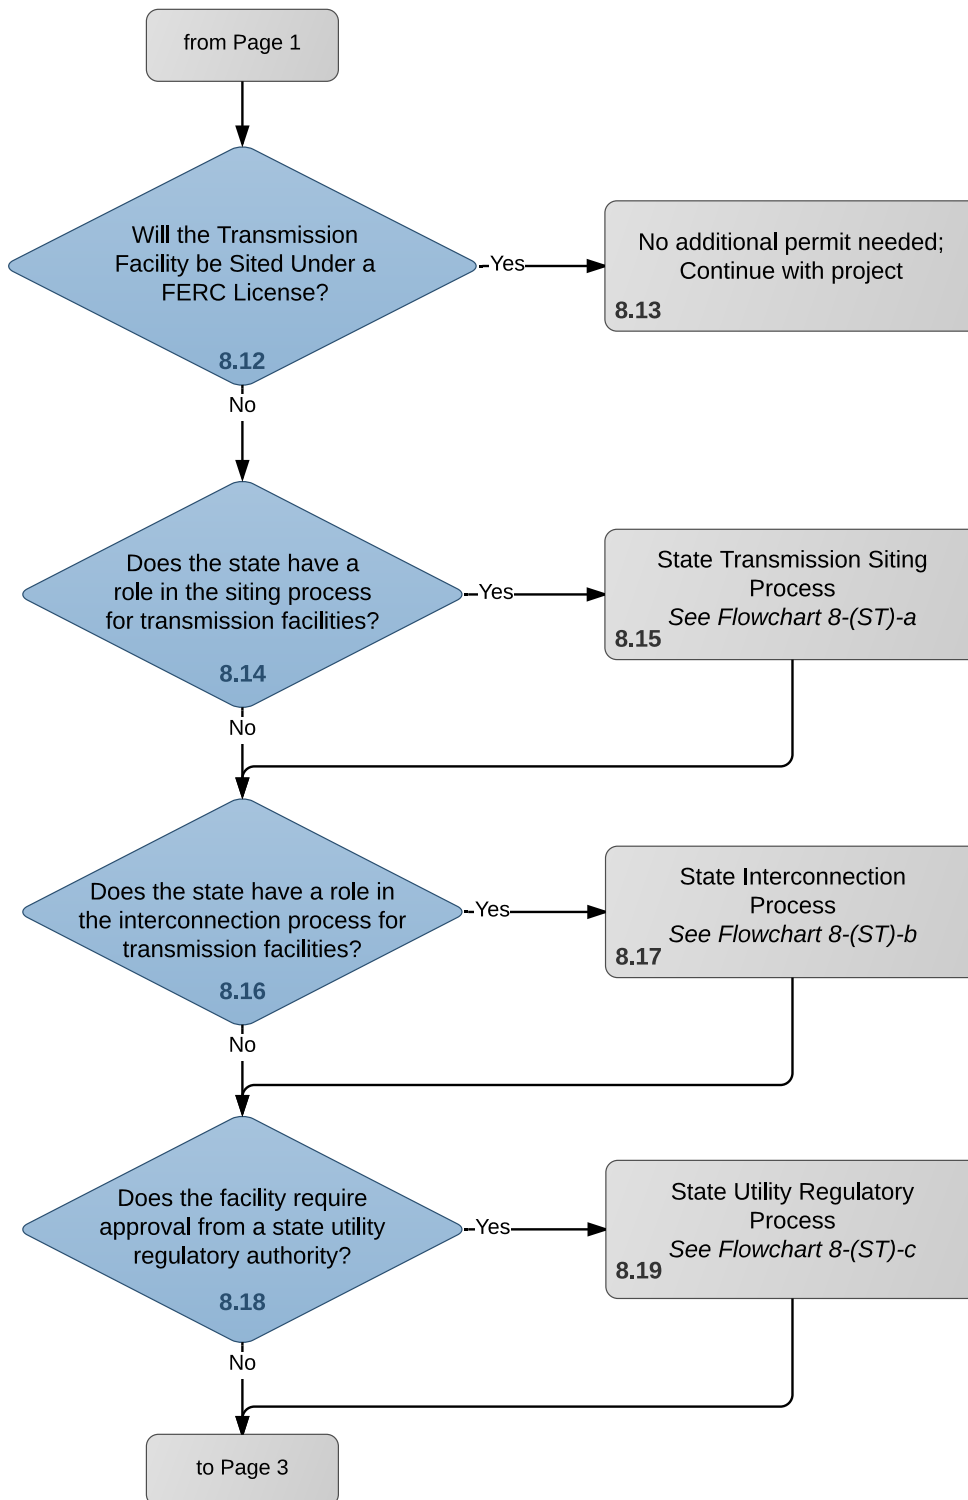 from Page 1
Will the Transmission
Facility be Sited Under a
FERC License?
8.12
Yes
No additional permit needed;
Continue with project
8.13
No
Does the state have a
role in the siting process
for transmission facilities?
8.14
Yes
State Transmission Siting
Process
See Flowchart 8-(ST)-a
8.15
No
Does the state have a role in
the interconnection process for
transmission facilities?
8.16
Yes
State Interconnection
Process
See Flowchart 8-(ST)-b
8.17
No
Does the facility require
approval from a state utility
regulatory authority?
8.18
Yes
State Utility Regulatory
Process
See Flowchart 8-(ST)-c
8.19
No
to Page 3